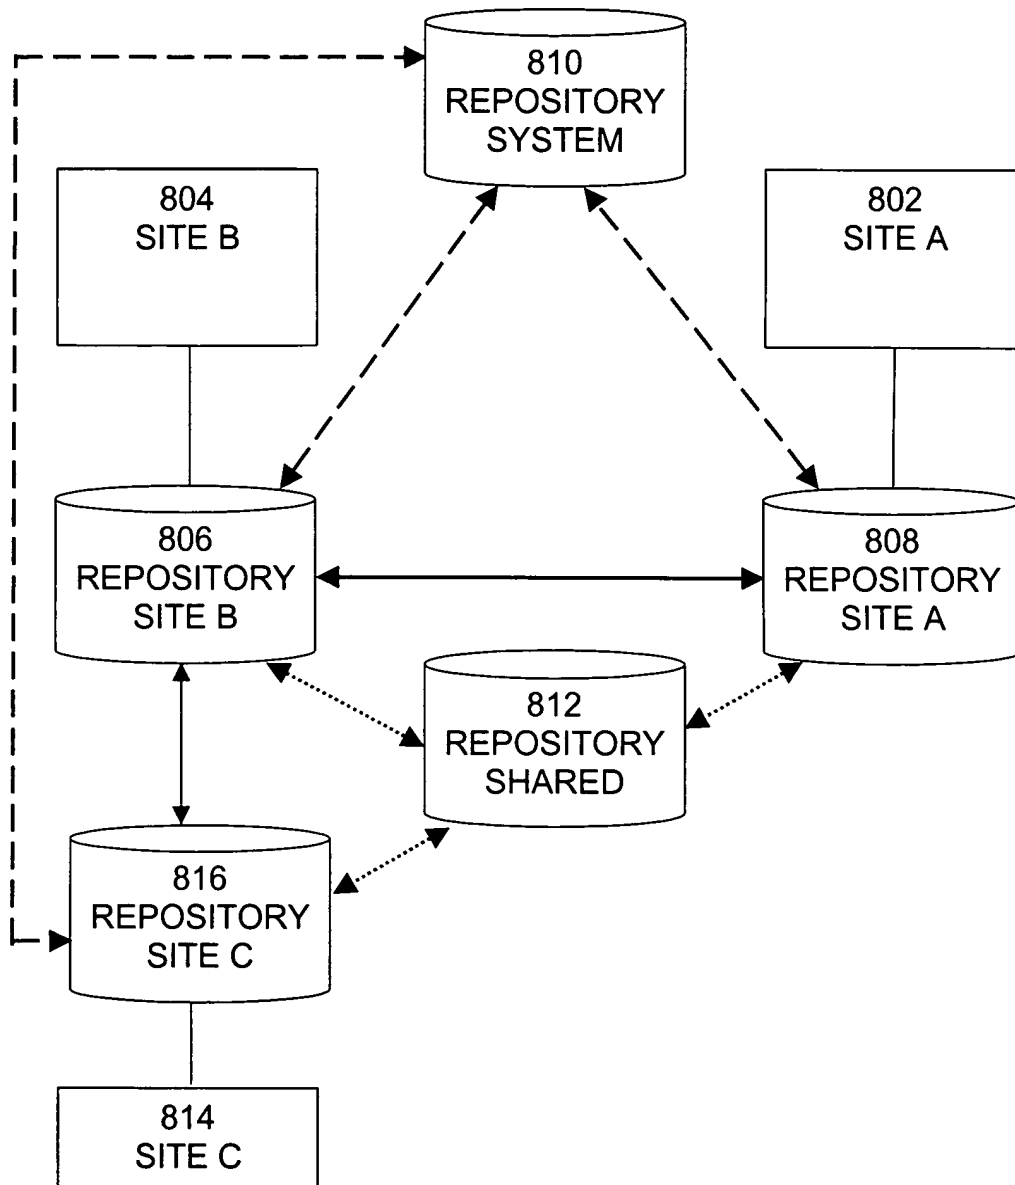 810
REPOSITORY
SYSTEM
804
SITE B
802
SITE A
806
REPOSITORY
SITE B
808
REPOSITORY
SITE A
812
REPOSITORY
SHARED
816
REPOSITORY
SITE C
814
SITE C